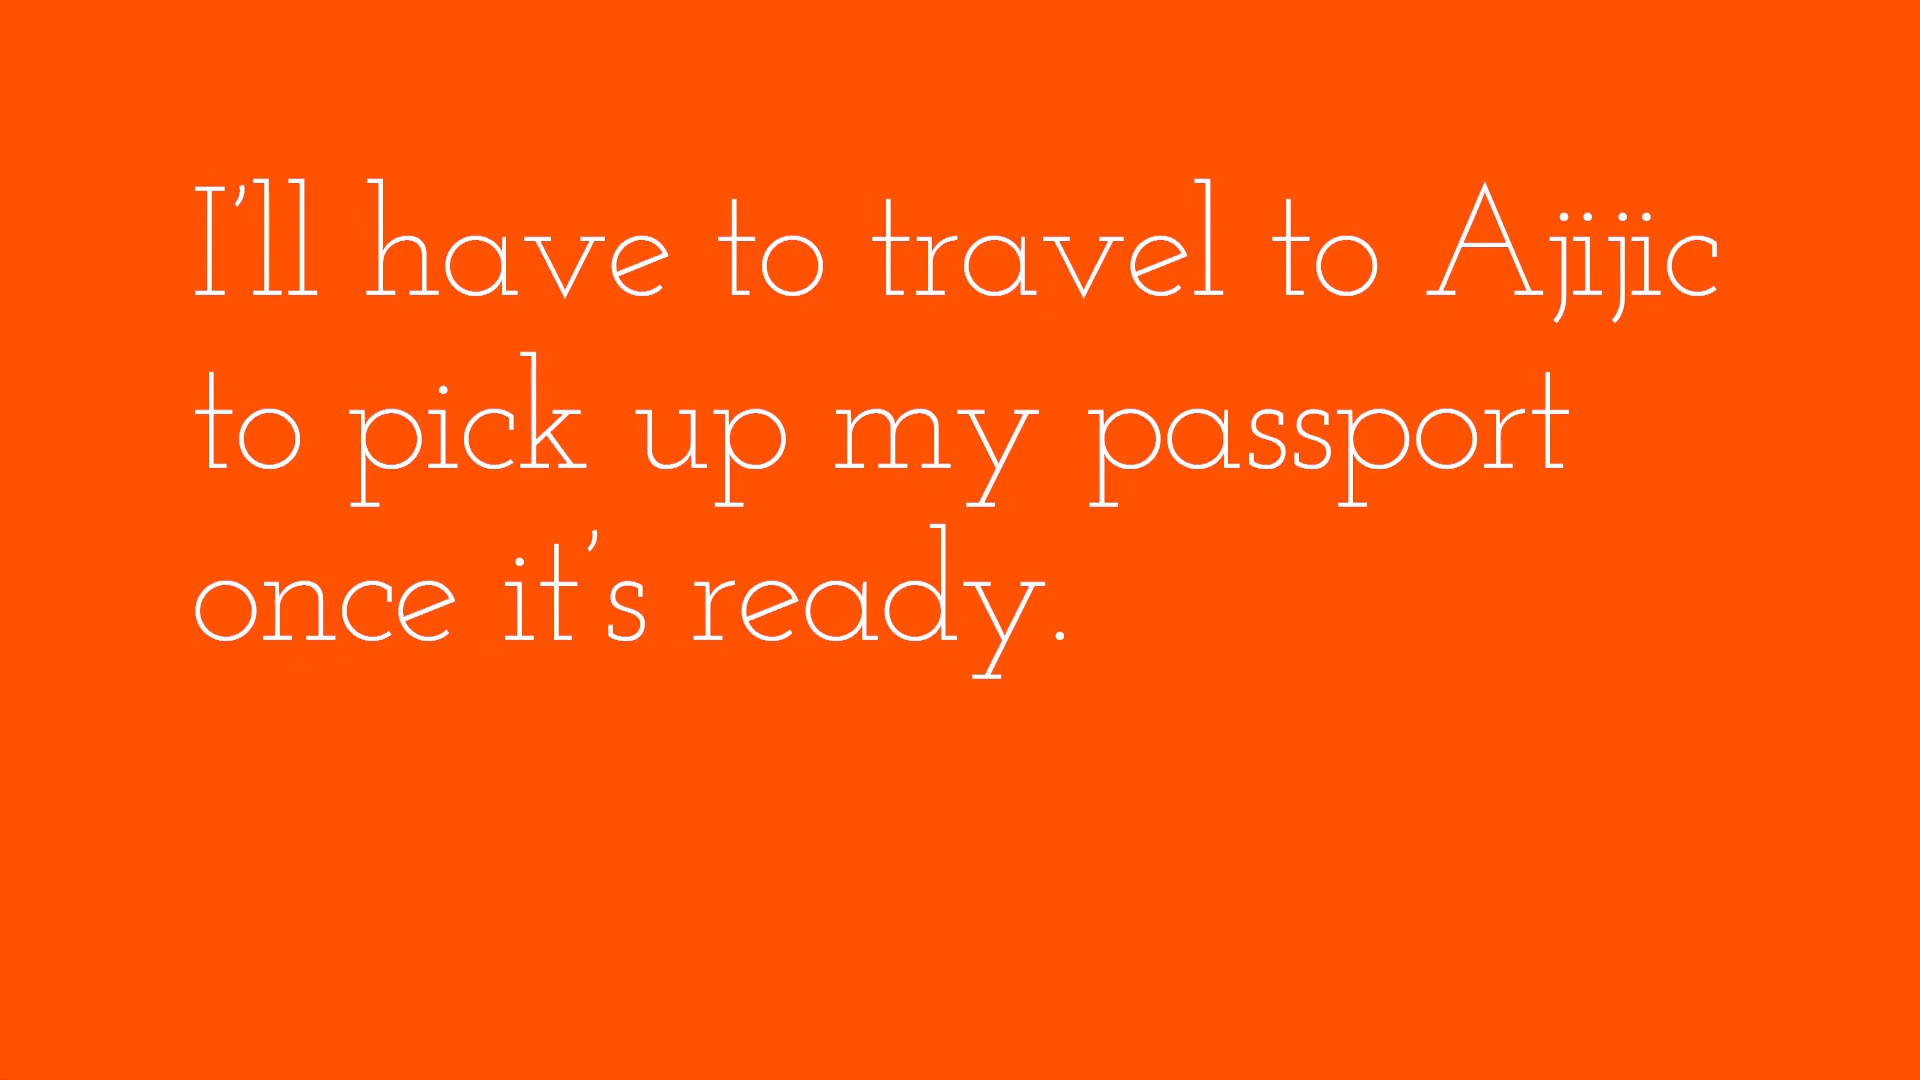 I’ll have to travel to Ajijic
to pick up my passport
once it’s ready.